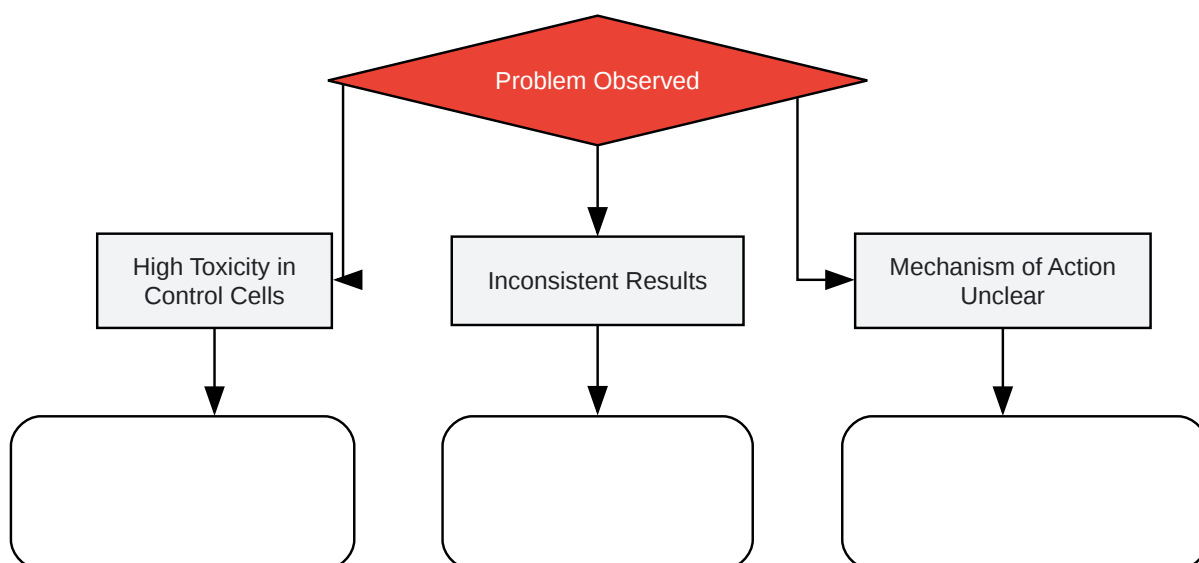 Problem Observed
High Toxicity in
Control Cells
Inconsistent Results
Mechanism of Action
Unclear